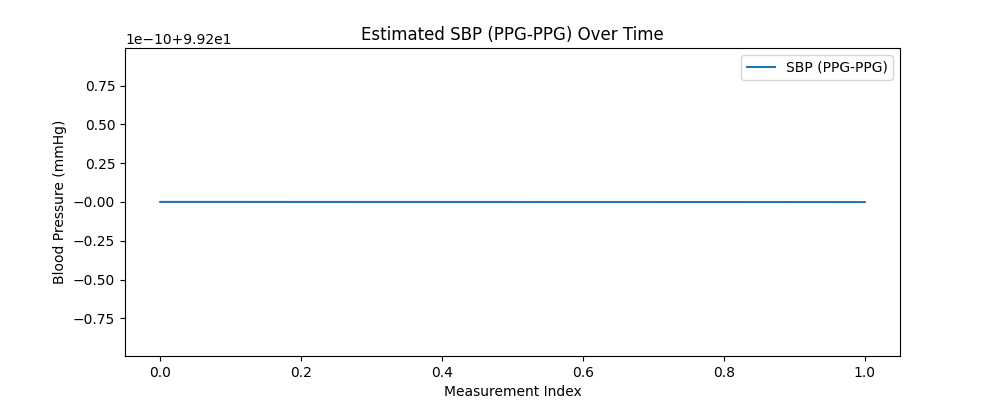 Estimated SBP (PPG-PPG) Over Time
1e−10+9.92e1
SBP (PPG-PPG)
0.75
0.50
0.25
−0.00
−0.25
−0.50
−0.75
Blood Pressure (mmHg)
0.0 0.2 0.4 0.6 0.8 1.0
Measurement Index